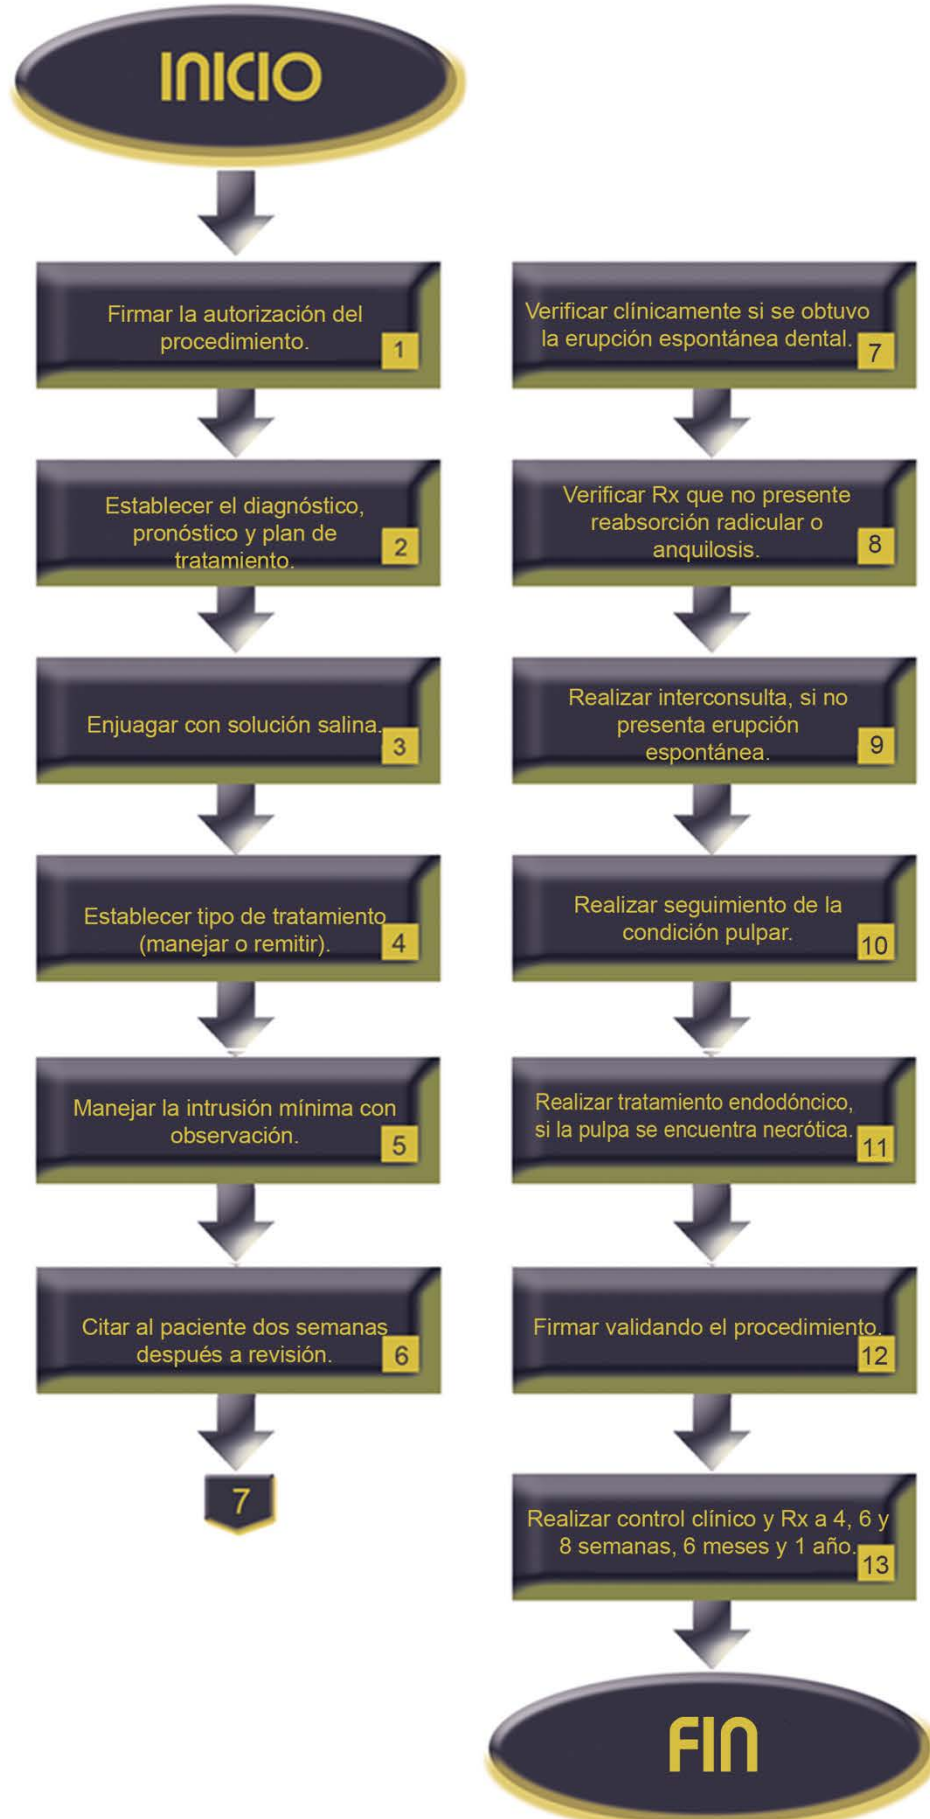 INICIO
Firmar la autorización del
procedimiento.
1
Establecer el diagnóstico,
pronóstico y plan de
tratamiento.
2
Enjuagar con solución salina.
3
Establecer tipo de tratamiento
(manejar o remitir).
4
Manejar la intrusión mínima con
observación.
5
Citar al paciente dos semanas
después a revisión.
6
7
Verificar clínicamente si se obtuvo
la erupción espontánea dental.
7
Verificar Rx que no presente
reabsorción radicular o
anquilosis.
8
Realizar interconsulta, si no
presenta erupción
espontánea.
9
Realizar seguimiento de la
condición pulpar.
10
Realizar tratamiento endodóncico,
si la pulpa se encuentra necrótica.
11
Firmar validando el procedimiento.
12
Realizar control clínico y Rx a 4, 6 y
8 semanas, 6 meses y 1 año.
13
FIN